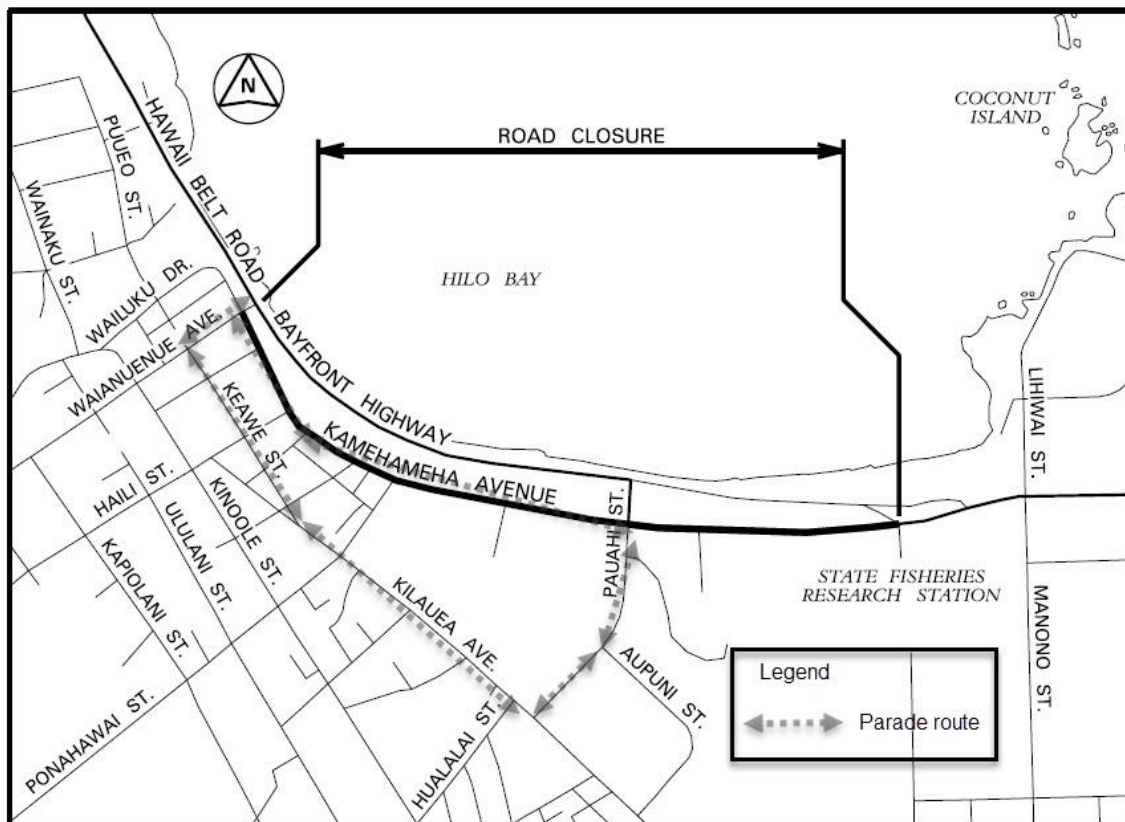 N
ROAD CLOSURE
COCONUT
ISLAND
HILO BAY
HAWAII BELT ROAD
BAYFRONT HIGHWAY
PUUEO ST.
WAINAKU ST.
WAILUKU DR.
WAIANUENUE AVE.
KEAWE ST.
KAMEHAMEHA AVENUE
HAILI ST.
KINOOLE ST.
ULULANI ST.
KAPIOLANI ST.
PONAHAWAI ST.
KILAUEA AVE.
HUALALAI ST.
PAUAHI ST.
AUPUNI ST.
LIHIWAI ST.
STATE FISHERIES
RESEARCH STATION
MANONO ST.
Legend
Parade route